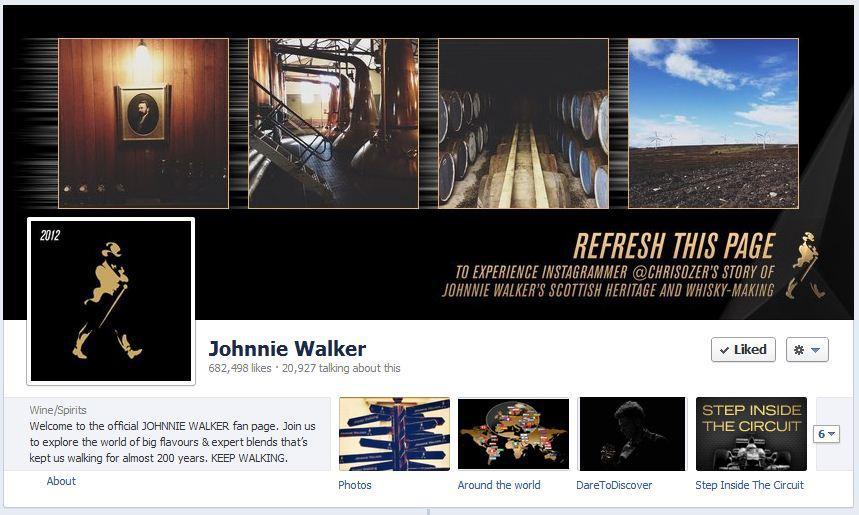 REFRESH THIS PAGE
TO EXPERIENCE INSTAGRAMMER @CHRISOZER'S STORY OF
JOHNNIE WALKER'S SCOTTISH HERITAGE AND WHISKY-MAKING
2012
Johnnie Walker
682,498 likes · 20,927 talking about this
Liked
Wine/Spirits
Welcome to the official JOHNNIE WALKER fan page. Join us
to explore the world of big flavours & expert blends that's
kept us walking for almost 200 years. KEEP WALKING.
About
STEP INSIDE
THE CIRCUIT
6
Photos
Around the world
DareToDiscover
Step Inside The Circuit